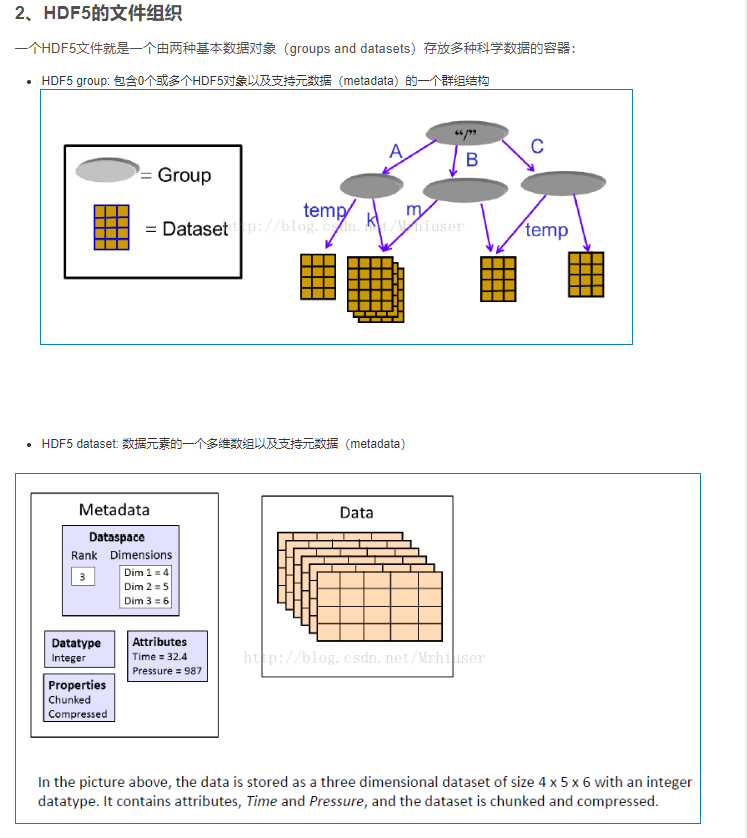 2、HDF5的文件组织
一个HDF5文件就是一个由两种基本数据对象（groups and datasets）存放多种科学数据的容器：
HDF5 group: 包含0个或多个HDF5对象以及支持元数据（metadata）的一个群组结构
“/”
A
B
C
= Group
temp
k
m
= Dataset
temp
http://blog.csdn.net/Mrhiuser
HDF5 dataset: 数据元素的一个多维数组以及支持元数据（metadata）
Metadata
Dataspace
Rank Dimensions
3
Dim 1 = 4
Dim 2 = 5
Dim 3 = 6
Datatype
Integer
Attributes
Time = 32.4
Pressure = 987
Properties
Chunked
Compressed
Data
http://blog.csdn.net/Mrhiuser
In the picture above, the data is stored as a three dimensional dataset of size 4 x 5 x 6 with an integer
datatype. It contains attributes, Time and Pressure, and the dataset is chunked and compressed.